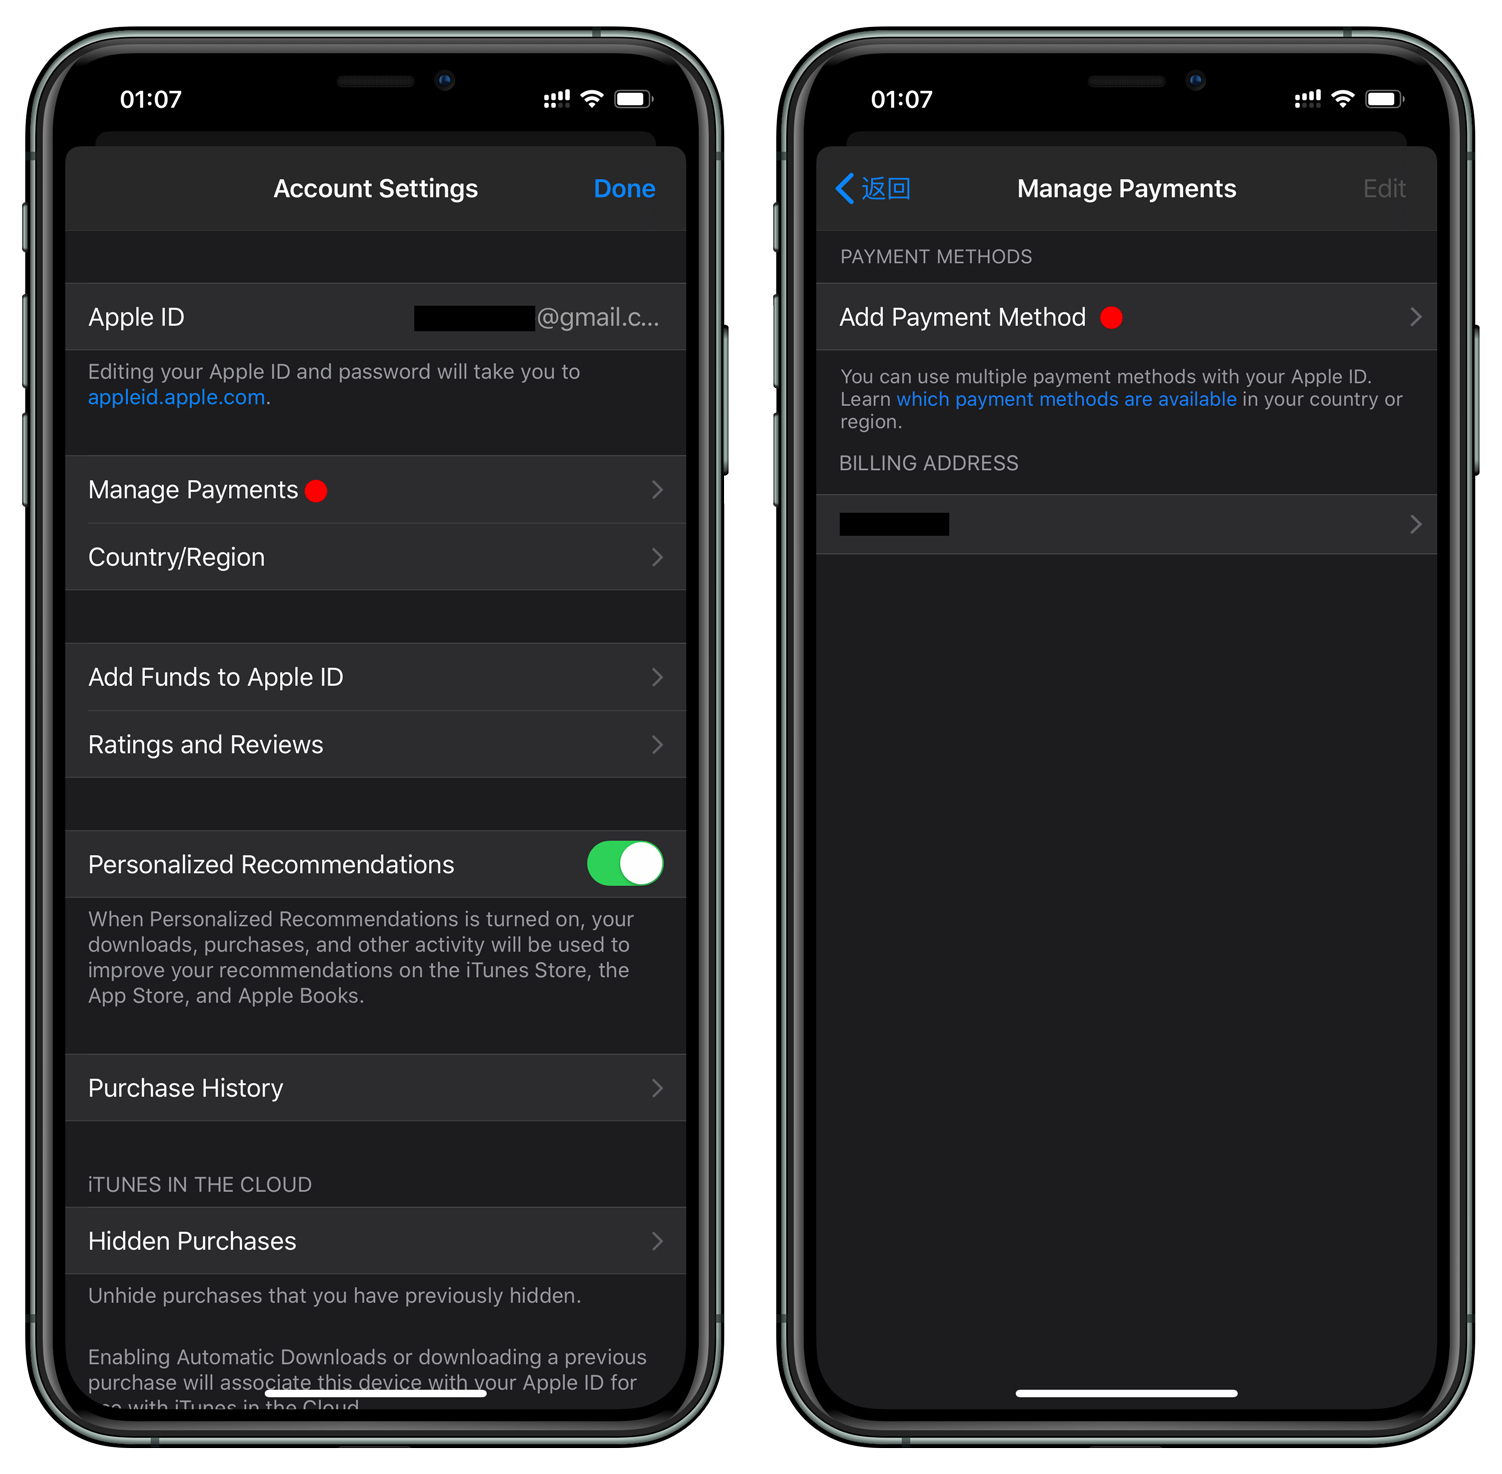 01:07
Account Settings
Done
Apple ID
@gmail.c...
Editing your Apple ID and password will take you to
appleid.apple.com.
Manage Payments
Country/Region
Add Funds to Apple ID
Ratings and Reviews
Personalized Recommendations
When Personalized Recommendations is turned on, your
downloads, purchases, and other activity will be used to
improve your recommendations on the iTunes Store, the
App Store, and Apple Books.
Purchase History
iTUNES IN THE CLOUD
Hidden Purchases
Unhide purchases that you have previously hidden.
Enabling Automatic Downloads or downloading a previous
purchase will associate this device with your Apple ID for
use with iTunes in the Cloud
01:07
返回
Manage Payments
Edit
PAYMENT METHODS
Add Payment Method
You can use multiple payment methods with your Apple ID.
Learn which payment methods are available in your country or
region.
BILLING ADDRESS